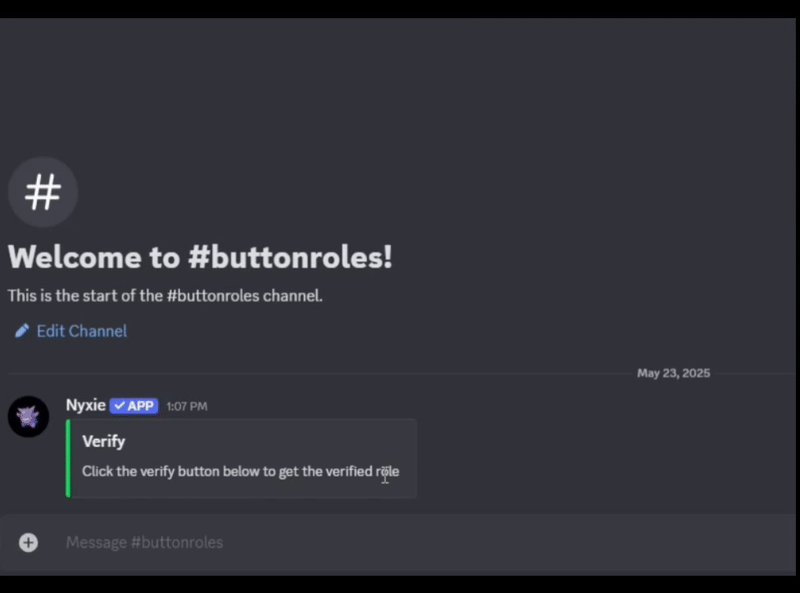 #
Welcome to #buttonroles!
This is the start of the #buttonroles channel.
Edit Channel
May 23, 2025
Nyxie ✓ APP 1:07 PM
Verify
Click the verify button below to get the verified role
Message #buttonroles